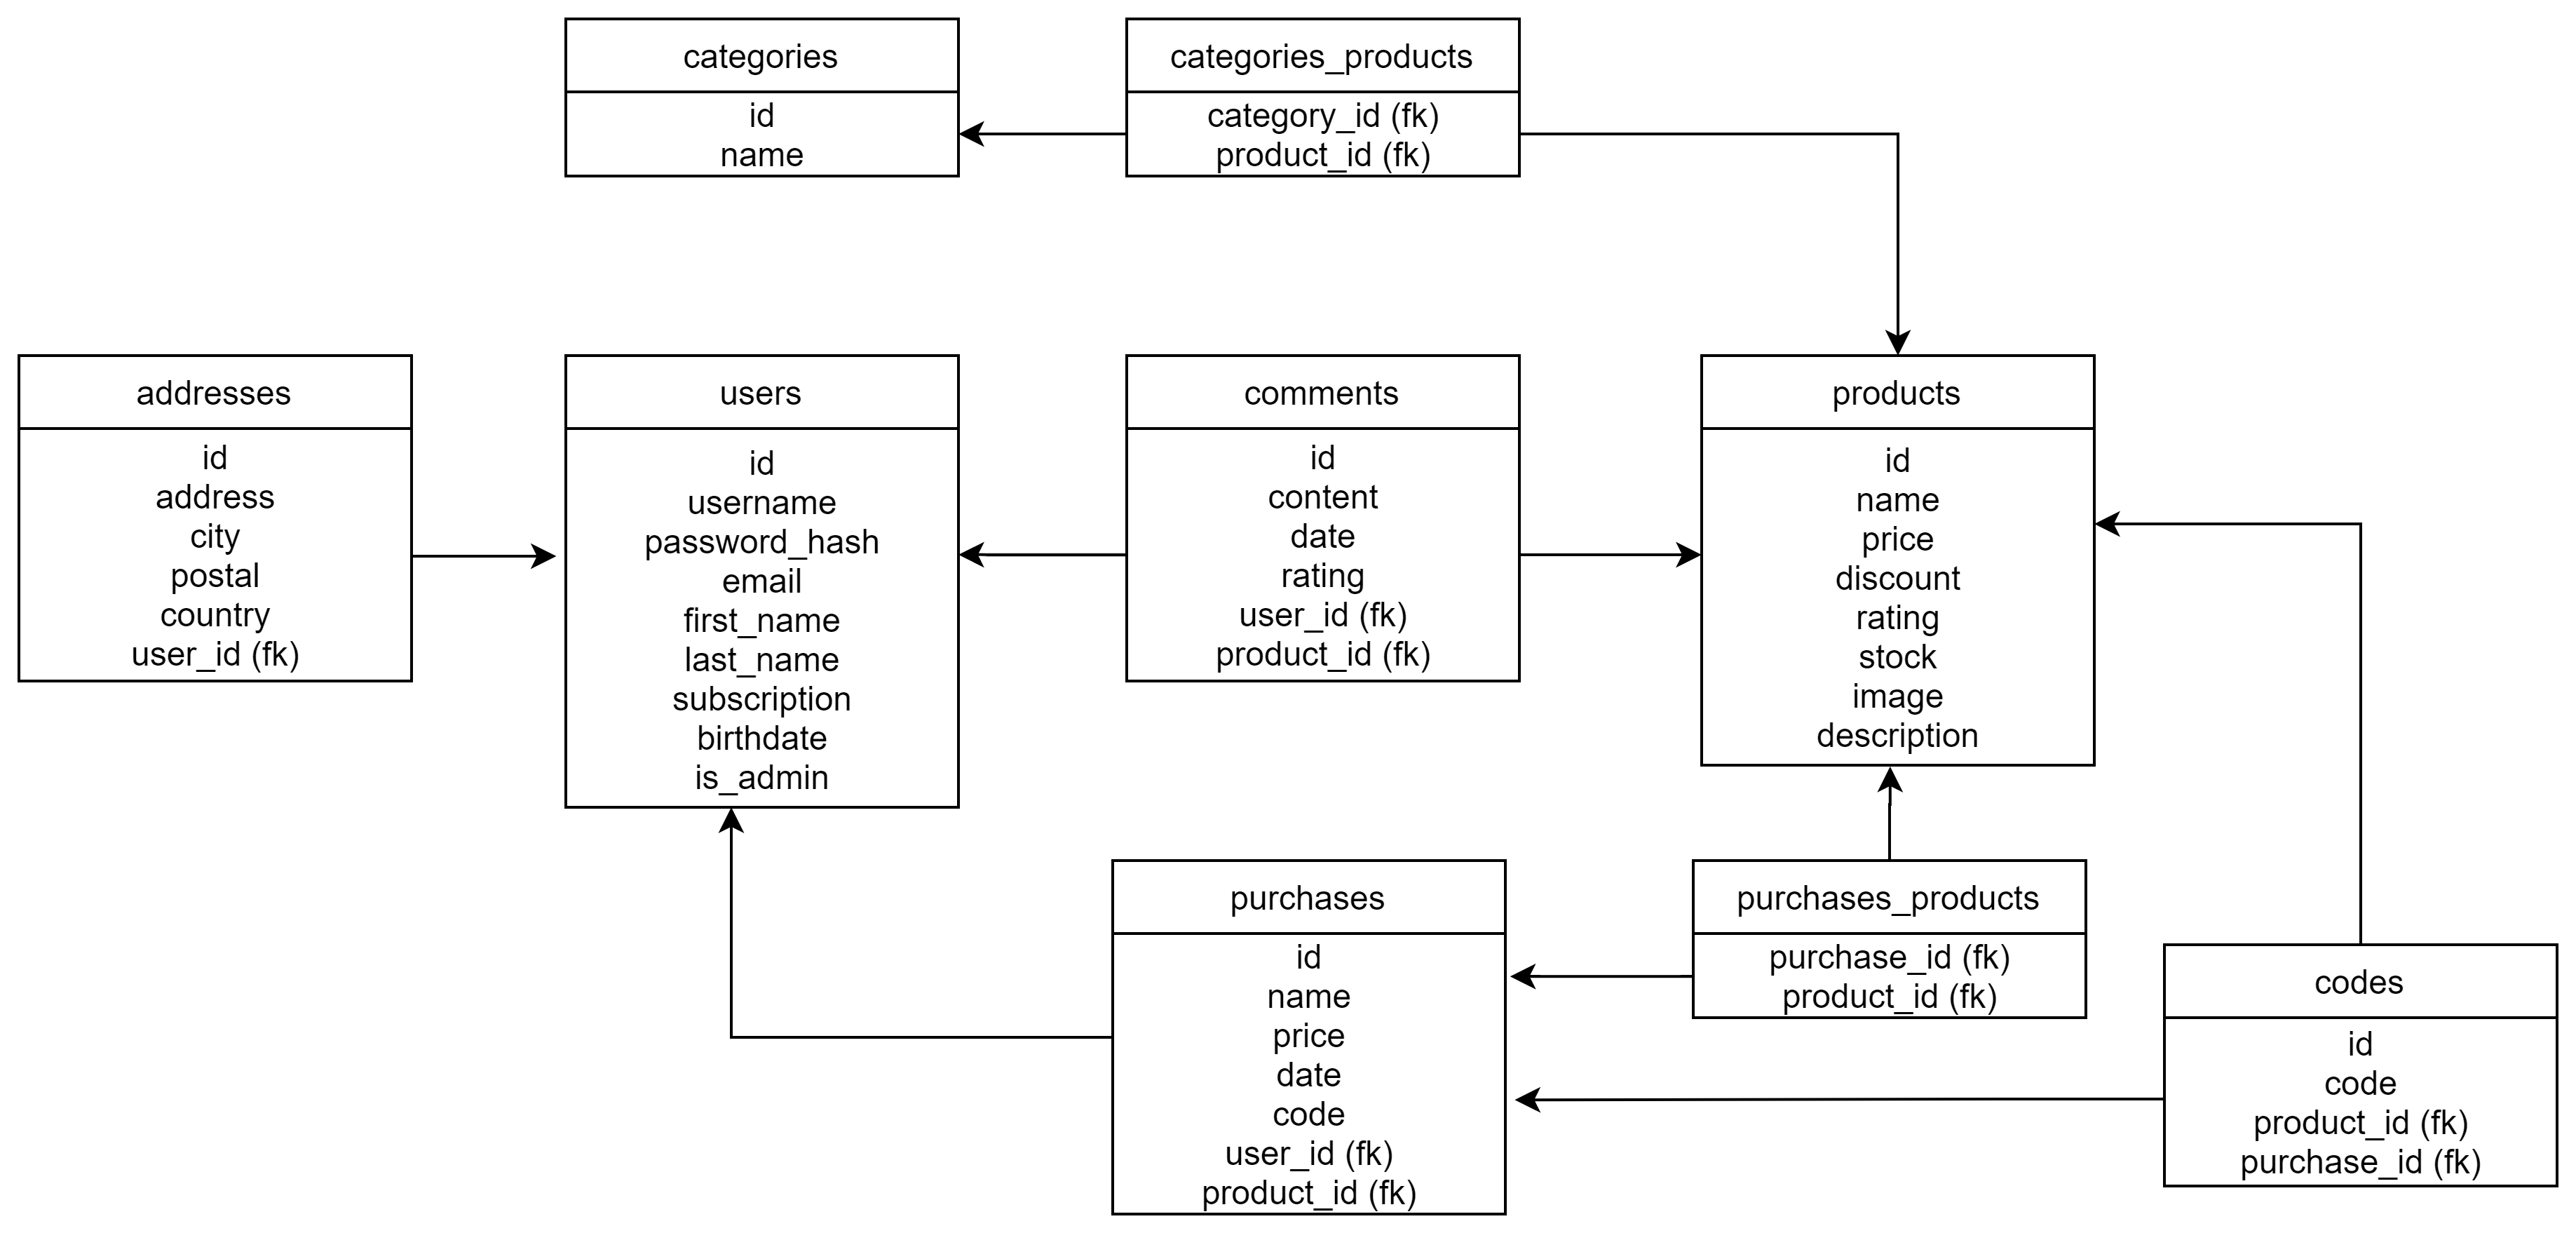 categories
id
name
categories_products
category_id (fk)
product_id (fk)
addresses
id
address
city
postal
country
user_id (fk)
users
id
username
password_hash
email
first_name
last_name
subscription
birthdate
is_admin
comments
id
content
date
rating
user_id (fk)
product_id (fk)
products
id
name
price
discount
rating
stock
image
description
purchases
id
name
price
date
code
user_id (fk)
product_id (fk)
purchases_products
purchase_id (fk)
product_id (fk)
codes
id
code
product_id (fk)
purchase_id (fk)